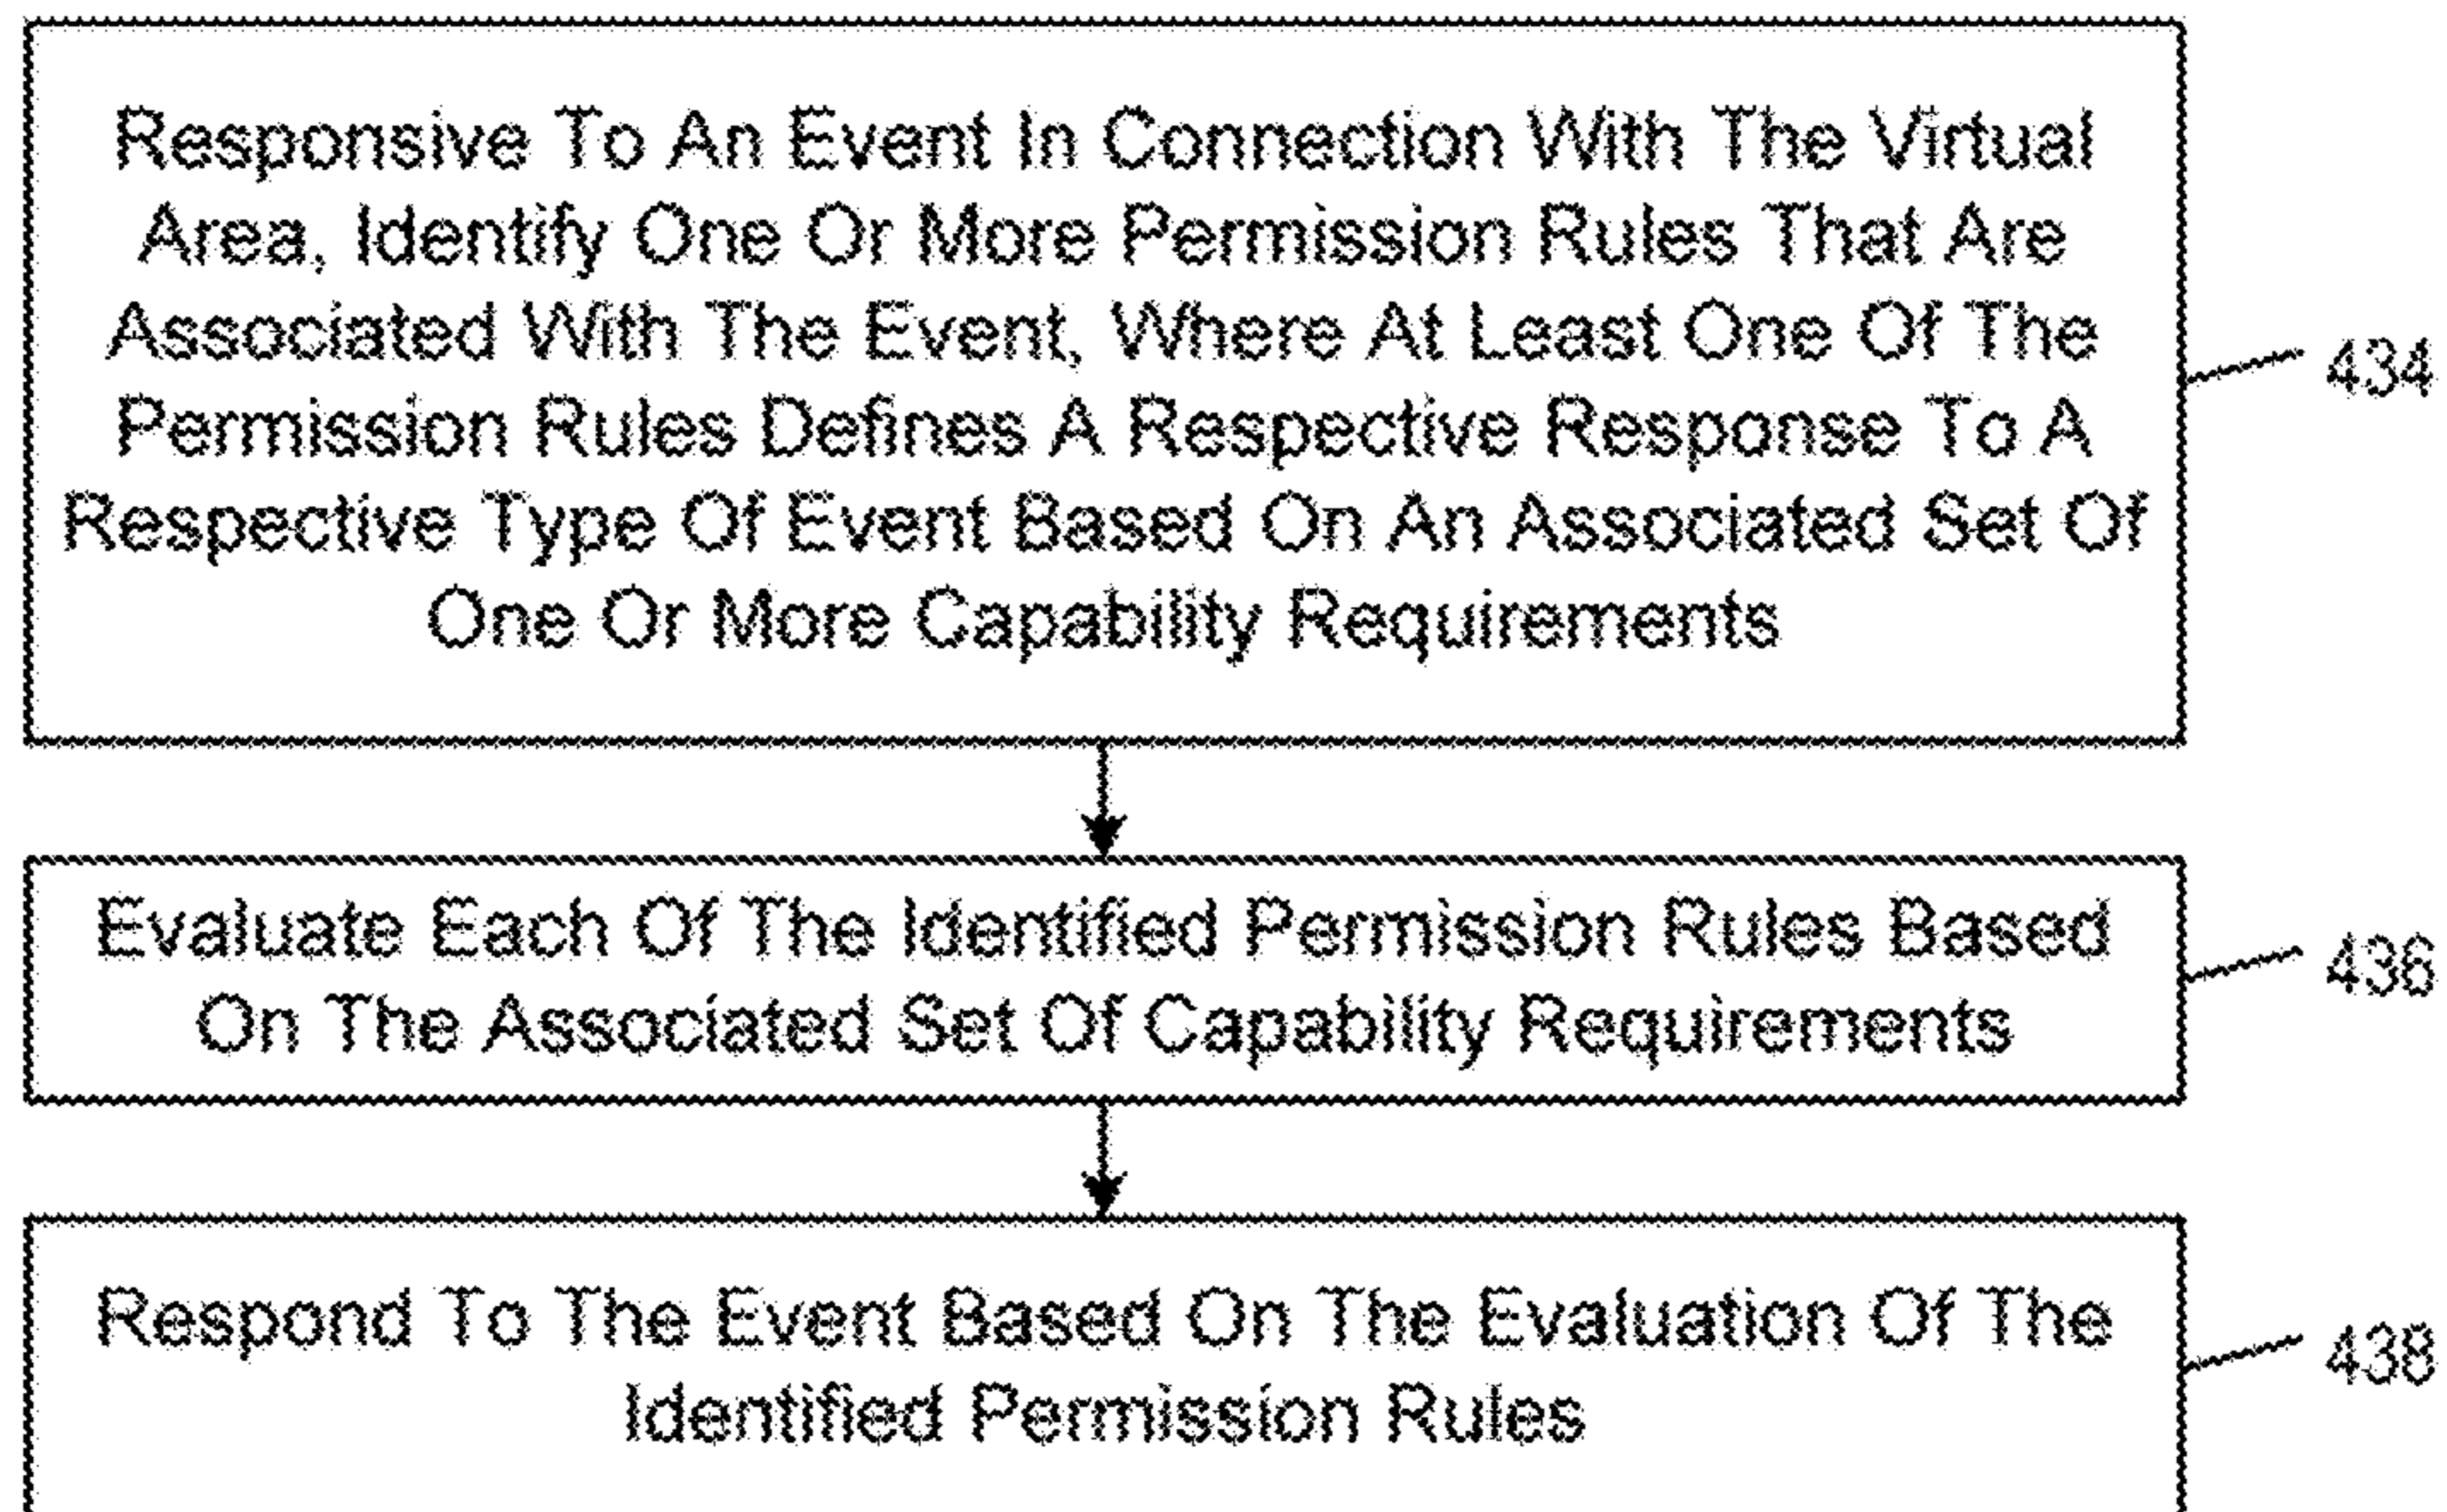 Responsive To An Event In Connection With The Virtual
Area, Identify One Or More Permission Rules That Are
Associated With The Event, Where At Least One Of The
Permission Rules Defines A Respective Response To A
Respective Type Of Event Based On An Associated Set Of
One Or More Capability Requirements
434
Evaluate Each Of The Identified Permission Rules Based
On The Associated Set Of Capability Requirements
436
Respond To The Event Based On The Evaluation Of The
Identified Permission Rules
438